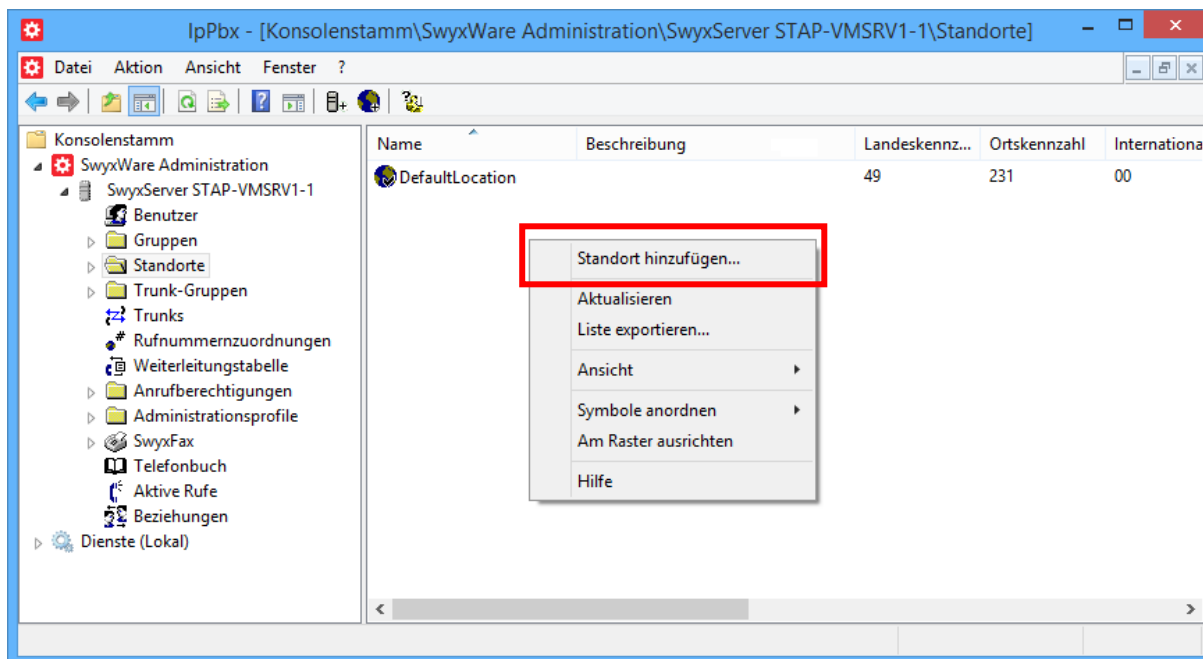 IpPbx - [Konsolenstamm\SwyxWare Administration\SwyxServer STAP-VMSRV1-1\Standorte]
Datei Aktion Ansicht Fenster ?
Konsolenstamm
SwyxWare Administration
SwyxServer STAP-VMSRV1-1
Benutzer
Gruppen
Standorte
Trunk-Gruppen
Trunks
Rufnummernzuordnungen
Weiterleitungstabelle
Anrufberechtigungen
Administrationsprofile
SwyxFax
Telefonbuch
Aktive Rufe
Beziehungen
Dienste (Lokal)
Name Beschreibung Landeskennz... Ortskennzahl Internationa
DefaultLocation 49 231 00
Standort hinzufügen...
Aktualisieren
Liste exportieren...
Ansicht
Symbole anordnen
Am Raster ausrichten
Hilfe